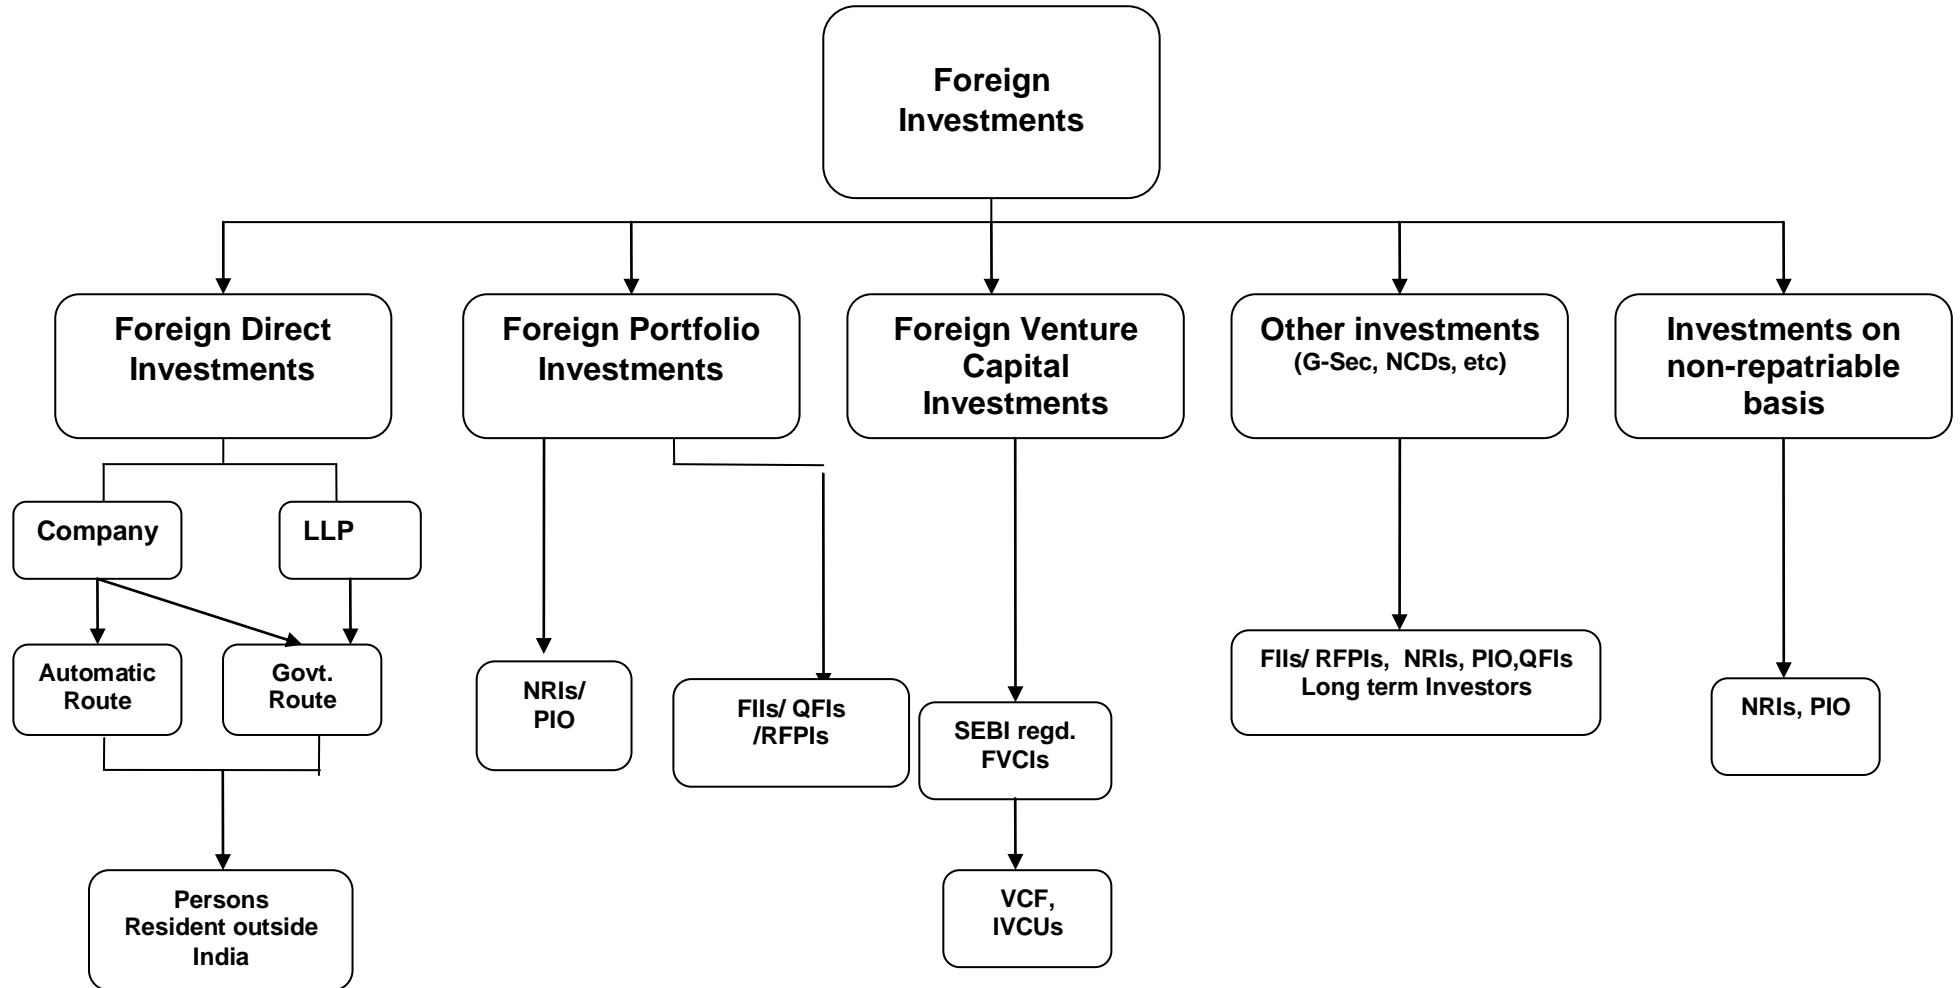 Foreign
Investments
Foreign Direct
Investments
Foreign Portfolio
Investments
Foreign Venture
Capital
Investments
Other investments
(G-Sec, NCDs, etc)
Investments on
non-repatriable
basis
Company
LLP
Automatic
Route
Govt.
Route
NRIs/
PIO
FIIs/ QFIs
/RFPIs
SEBI regd.
FVCIs
FIIs/ RFPIs,  NRIs, PIO,QFIs
Long term Investors
NRIs, PIO
Persons
Resident outside
India
VCF,
IVCUs